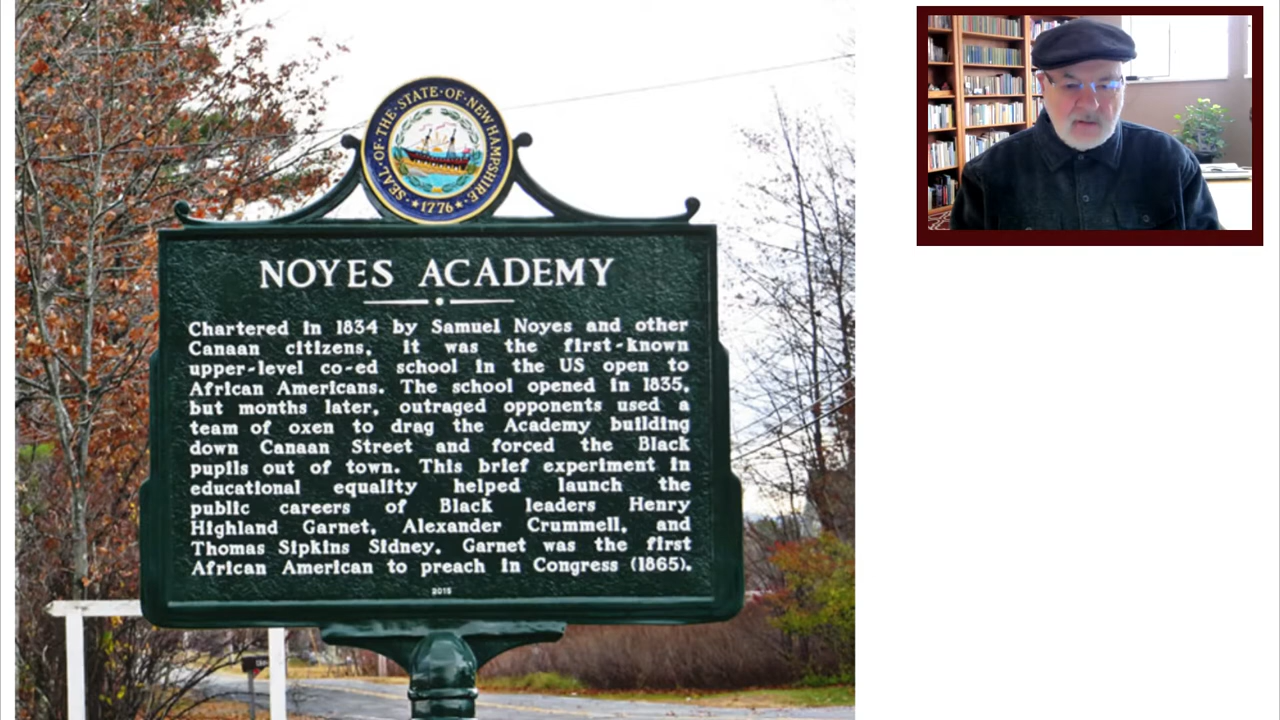 SEAL·OF·THE·STATE·OF·NEW HAMPSHIRE·
★1776★
NOYES ACADEMY
Chartered in 1834 by Samuel Noyes and other
Canaan citizens, it was the first-known
upper-level co-ed school in the US open to
African Americans. The school opened in 1835,
but months later, outraged opponents used a
team of oxen to drag the Academy building
down Canaan Street and forced the Black
pupils out of town. This brief experiment in
educational equality helped launch the
public careers of Black leaders Henry
Highland Garnet, Alexander Crummell, and
Thomas Sipkins Sidney. Garnet was the first
African American to preach in Congress (1865).
2015